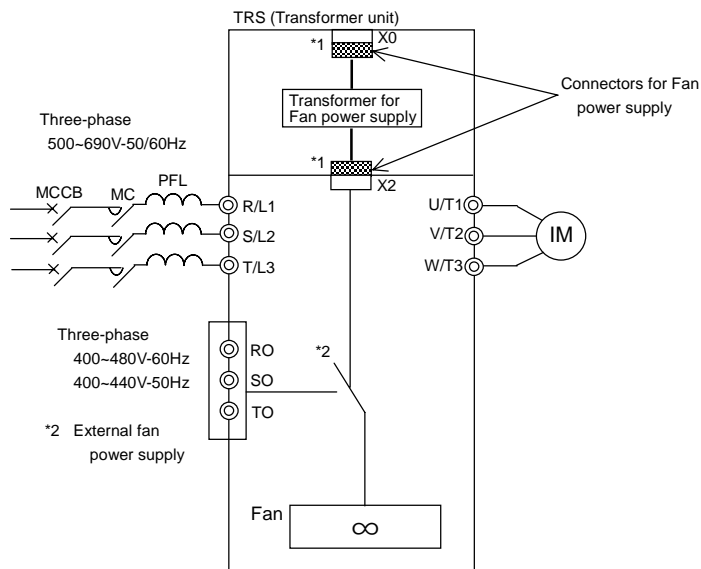 TRS (Transformer unit)
*1
X0
Connectors for Fan
power supply
Transformer for
Fan power supply
Three-phase
500~690V-50/60Hz
*1
X2
MCCB
MC
PFL
R/L1
S/L2
T/L3
U/T1
V/T2
W/T3
IM
Three-phase
400~480V-60Hz
400~440V-50Hz
RO
SO
TO
*2
*2 External fan
power supply
Fan
∞